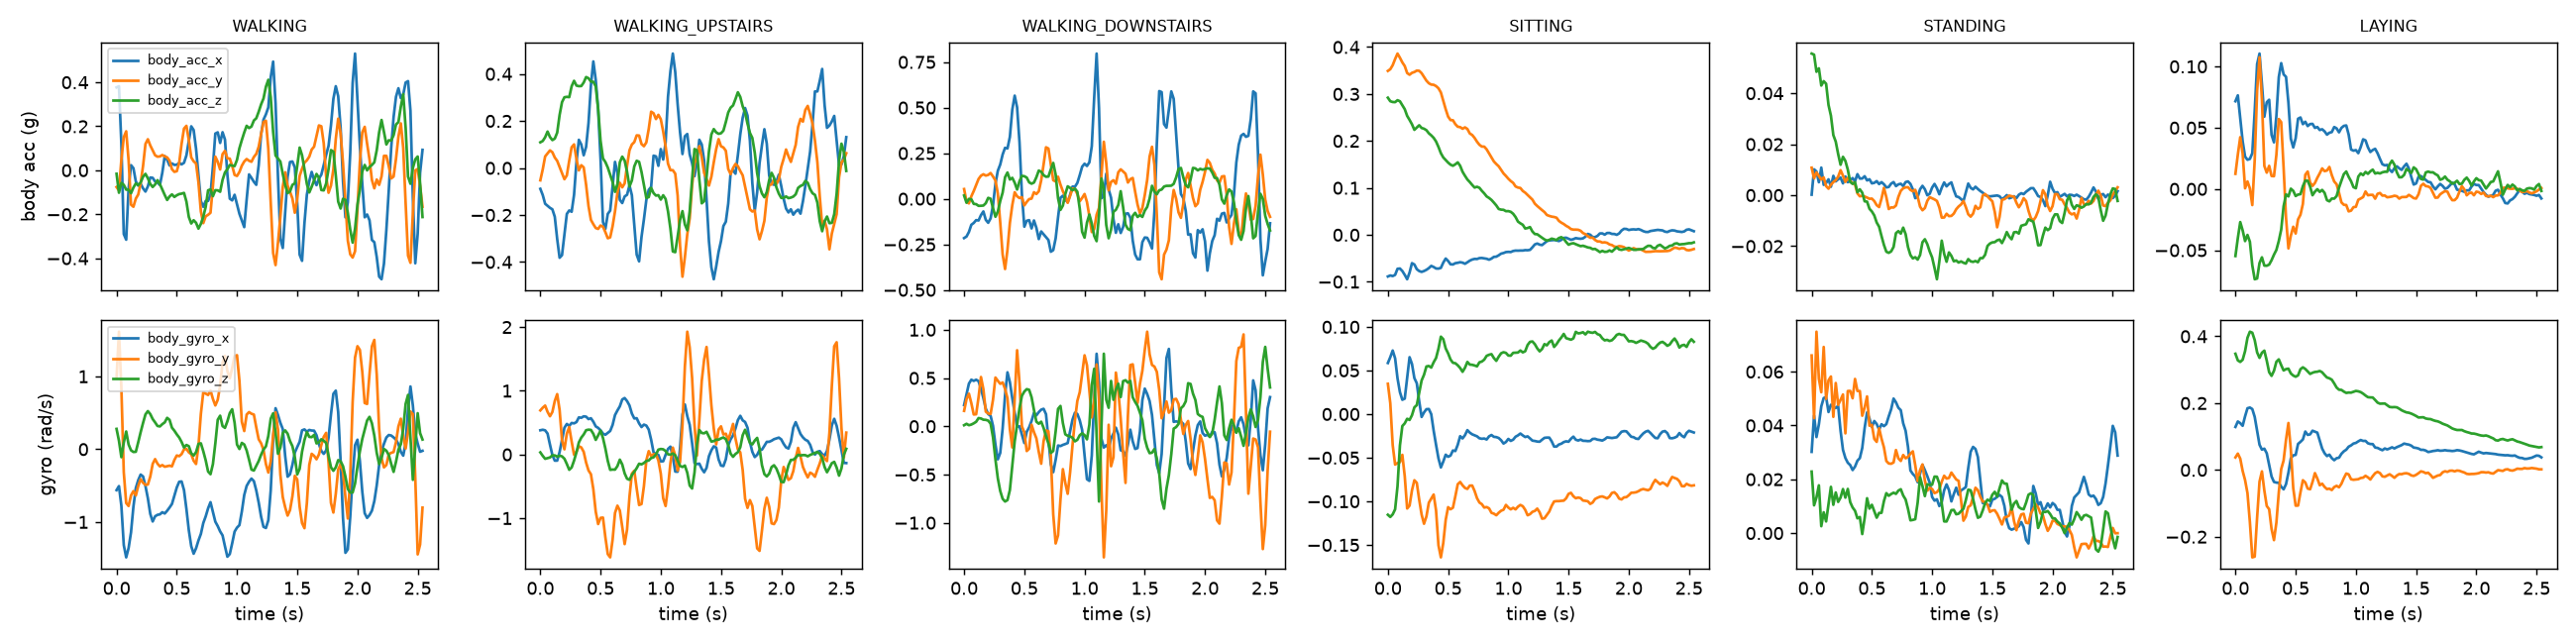 WALKING
WALKING_UPSTAIRS
WALKING_DOWNSTAIRS
SITTING
STANDING
LAYING
body acc (g)
0.4
0.2
0.0
−0.2
−0.4
body_acc_x
body_acc_y
body_acc_z
0.4
0.2
0.0
−0.2
−0.4
0.75
0.50
0.25
0.00
−0.25
−0.50
0.4
0.3
0.2
0.1
0.0
−0.1
0.04
0.02
0.00
−0.02
0.10
0.05
0.00
−0.05
gyro (rad/s)
1
0
−1
body_gyro_x
body_gyro_y
body_gyro_z
2
1
0
−1
1.0
0.5
0.0
−0.5
−1.0
0.10
0.05
0.00
−0.05
−0.10
−0.15
0.06
0.04
0.02
0.00
0.4
0.2
0.0
−0.2
0.0 0.5 1.0 1.5 2.0 2.5
time (s)
0.0 0.5 1.0 1.5 2.0 2.5
time (s)
0.0 0.5 1.0 1.5 2.0 2.5
time (s)
0.0 0.5 1.0 1.5 2.0 2.5
time (s)
0.0 0.5 1.0 1.5 2.0 2.5
time (s)
0.0 0.5 1.0 1.5 2.0 2.5
time (s)